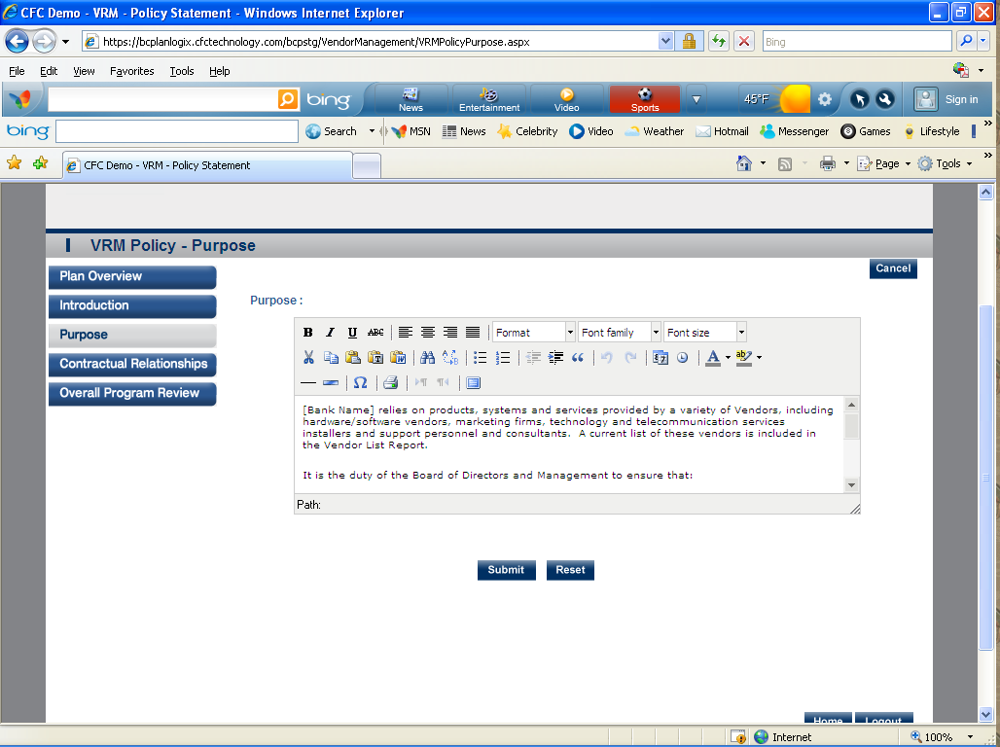 CFC Demo - VRM - Policy Statement - Windows Internet Explorer
https://bcplanlogix.cfctechnology.com/bcpstg/VendorManagement/VRMPolicyPurpose.aspx
Bing
File Edit View Favorites Tools Help
bing News Entertainment Video Sports 45°F Sign in
bing Search MSN News Celebrity Video Weather Hotmail Messenger Games Lifestyle
CFC Demo - VRM - Policy Statement Page Tools
VRM Policy - Purpose
Cancel
Plan Overview
Introduction
Purpose
Contractual Relationships
Overall Program Review
Purpose :
B I U ABC Format Font family Font size
[Bank Name] relies on products, systems and services provided by a variety of Vendors, including
hardware/software vendors, marketing firms, technology and telecommunication services
installers and support personnel and consultants. A current list of these vendors is included in
the Vendor List Report.
It is the duty of the Board of Directors and Management to ensure that:
Path:
Submit Reset
Home Logout
Internet 100%